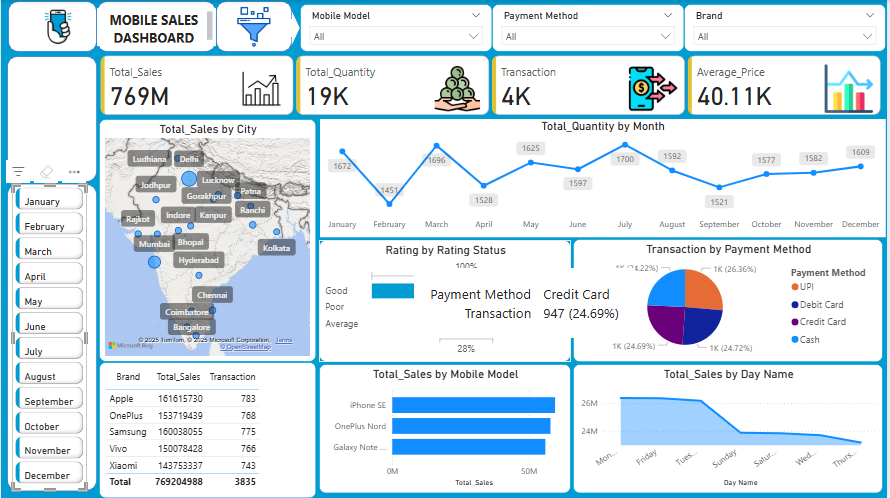 MOBILE SALES
DASHBOARD
Mobile Model
All
Payment Method
All
Brand
All
Total_Sales
769M
Total_Quantity
19K
Transaction
4K
Average_Price
40.11K
January
February
March
April
May
June
July
August
September
October
November
December
Total_Sales by City
Ludhiana
Delhi
Jodhpur
Lucknow
Gorakhpur
Patna
Rajkot
Indore
Kanpur
Ranchi
Mumbai
Bhopal
Kolkata
Hyderabad
Chennai
Coimbatore
Bangalore
Microsoft Bing
© 2025 TomTom, © 2025 Microsoft Corporation, Terms
© OpenStreetMap
Total_Quantity by Month
1672
1451
1696
1528
1625
1597
1700
1592
1521
1577
1582
1609
January February March April May June July August September October November December
Rating by Rating Status
100%
Good
Poor
Average
28%
Payment Method Credit Card
Transaction 947 (24.69%)
Transaction by Payment Method
1K (26.36%)
1K (24.72%)
1K (24.69%)
Payment Method
UPI
Debit Card
Credit Card
Cash
Brand Total_Sales Transaction
Apple 161615730 783
OnePlus 153719439 768
Samsung 160038055 775
Vivo 150078428 766
Xiaomi 143753337 743
Total 769204988 3835
Total_Sales by Mobile Model
iPhone SE
OnePlus Nord
Galaxy Note ...
0M 50M
Total_Sales
Total_Sales by Day Name
26M
24M
Mon... Friday Tues... Sunday Satur... Wed... Thurs...
Day Name